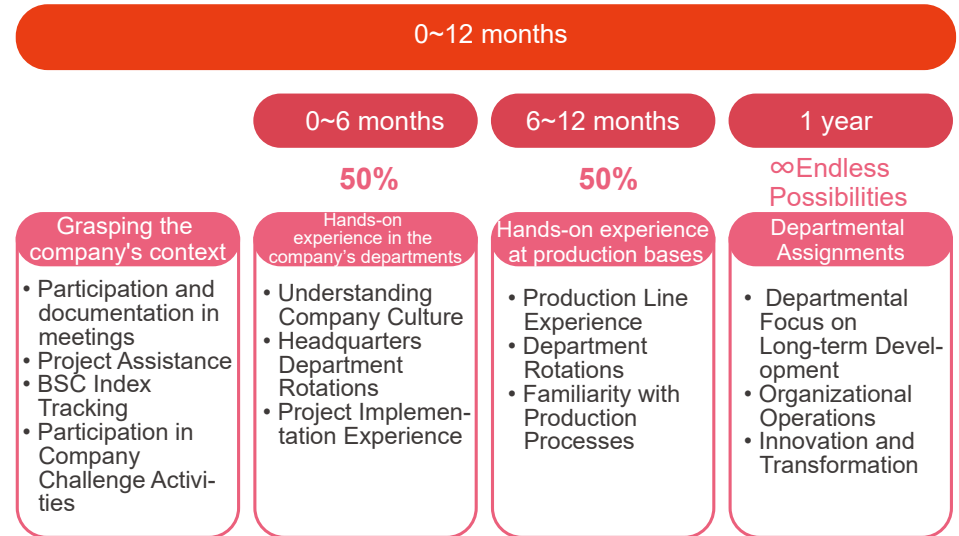 0~12 months
0~6 months
6~12 months
1 year
50%
50%
∞Endless
Possibilities
Grasping the
company's context
• Participation and
documentation in
meetings
• Project Assistance
• BSC Index
Tracking
• Participation in
Company
Challenge Activi-
ties
Hands-on
experience in the
company's departments
• Understanding
Company Culture
• Headquarters
Department
Rotations
• Project Implemen-
tation Experience
Hands-on experience
at production bases
• Production Line
Experience
• Department
Rotations
• Familiarity with
Production
Processes
Departmental
Assignments
• Departmental
Focus on
Long-term Devel-
opment
• Organizational
Operations
• Innovation and
Transformation